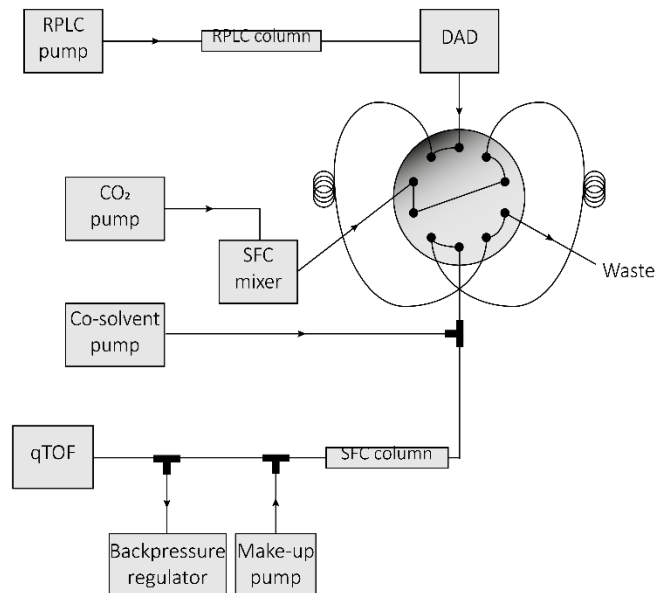 RPLC
pump
RPLC column
DAD
CO₂
pump
SFC
mixer
Waste
Co-solvent
pump
qTOF
SFC column
Backpressure
regulator
Make-up
pump